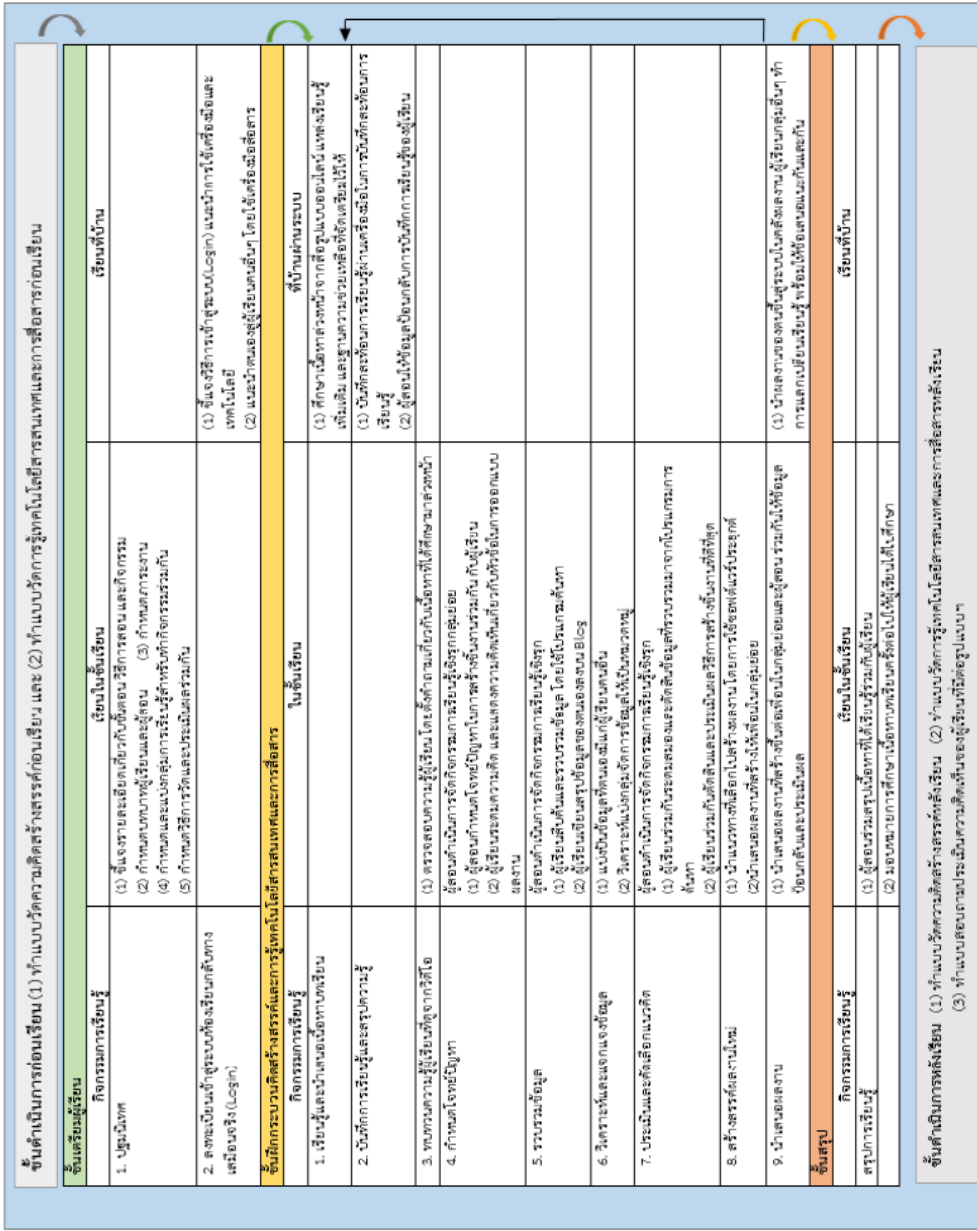 ขั้นดำเนินการก่อนเรียน (1) ทำแบบวัดความคิดสร้างสรรค์ก่อนเรียน และ (2) ทำแบบวัดการรู้เทคโนโลยีสารสนเทศและการสื่อสารก่อนเรียน
ขั้นเตรียมผู้เรียน
กิจกรรมการเรียนรู้
เรียนในชั้นเรียน
เรียนที่บ้าน
1. ปฐมนิเทศ
(1) ชี้แจงรายละเอียดเกี่ยวกับขั้นตอน วิธีการสอน และกิจกรรม
(2) กำหนดบทบาทผู้เรียนและผู้สอน (3) กำหนดภาระงาน
(4) กำหนดและแบ่งกลุ่มการเรียนรู้สำหรับทำกิจกรรมร่วมกัน
(5) กำหนดวิธีการวัดและประเมินผลร่วมกัน
2. ลงทะเบียนเข้าสู่ระบบห้องเรียนกลับทาง
เสมือนจริง (Login)
(1) ชี้แจงวิธีการเข้าสู่ระบบ(Login) แนะนำการใช้เครื่องมือและ
เทคโนโลยี
(2) แนะนำตนเองสู่ผู้เรียนคนอื่นๆ โดยใช้เครื่องมือสื่อสาร
ขั้นฝึกกระบวนคิดสร้างสรรค์และการรู้เทคโนโลยีสารสนเทศและการสื่อสาร
กิจกรรมการเรียนรู้
ในชั้นเรียน
ที่บ้านผ่านระบบ
1. เรียนรู้และนำเสนอเนื้อหาบทเรียน
(1) ศึกษาเนื้อหาล่วงหน้าจากสื่อรูปแบบออนไลน์ แหล่งเรียนรู้
เพิ่มเติม และฐานความช่วยเหลือที่จัดเตรียมไว้ให้
2. บันทึกการเรียนรู้และสรุปความรู้
(1) บันทึกสะท้อนการเรียนรู้ผ่านเครื่องมือในการบันทึกสะท้อนการ
เรียนรู้
(2) ผู้สอนให้ข้อมูลป้อนกลับการบันทึกการเรียนรู้ของผู้เรียน
3. ทบทวนความรู้ผู้เรียนที่ดูจากวิดีโอ
(1) ตรวจสอบความรู้ผู้เรียน โดยตั้งคำถามเกี่ยวกับเนื้อหาที่ได้ศึกษามาล่วงหน้า
4. กำหนดโจทย์ปัญหา
ผู้สอนดำเนินการจัดกิจกรรมการเรียนรู้เชิงรุกกลุ่มย่อย
(1) ผู้สอนกำหนดโจทย์ปัญหาในการสร้างชิ้นงานร่วมกัน กับผู้เรียน
(2) ผู้เรียนระดมความคิด และแสดงความคิดเห็นเกี่ยวกับหัวข้อในการออกแบบ
ผลงาน
5. รวบรวมข้อมูล
ผู้สอนดำเนินการจัดกิจกรรมการเรียนรู้เชิงรุก
(1) ผู้เรียนสืบค้นและรวบรวมข้อมูล โดยใช้โปรแกรมค้นหา
(2) ผู้เรียนเขียนสรุปข้อมูลของตนเองลงบน Blog
6. วิเคราะห์และแจกแจงข้อมูล
(1) แบ่งปันข้อมูลที่ตนเองมีแก่ผู้เรียนคนอื่น
(2) วิเคราะห์แบ่งกลุ่มจัดการข้อมูลให้เป็นหมวดหมู่
7. ประเมินและคัดเลือกแนวคิด
ผู้สอนดำเนินการจัดกิจกรรมการเรียนรู้เชิงรุก
(1) ผู้เรียนร่วมกันระดมสมองและตัดสินข้อมูลที่รวบรวมมาจากโปรแกรมการ
ค้นหา
(2) ผู้เรียนร่วมกันตัดสินและประเมินผลวิธีการสร้างชิ้นงานที่ดีที่สุด
8. สร้างสรรค์ผลงานใหม่
(1) นำแนวทางที่เลือกไปสร้างผลงาน โดยการใช้ซอฟต์แวร์ประยุกต์
(2)นำเสนอผลงานที่สร้างให้เพื่อนในกลุ่มย่อย
9. นำเสนอผลงาน
(1) นำเสนอผลงานที่สร้างขึ้นต่อเพื่อนในกลุ่มย่อยและผู้สอน ร่วมกันให้ข้อมูล
ป้อนกลับและประเมินผล
(1) นำผลงานของตนขึ้นสู่ระบบในคลังผลงาน ผู้เรียนกลุ่มอื่นๆ ทำ
การแลกเปลี่ยนเรียนรู้ พร้อมให้ข้อเสนอแนะกันและกัน
ขั้นสรุป
กิจกรรมการเรียนรู้
เรียนในชั้นเรียน
เรียนที่บ้าน
สรุปการเรียนรู้
(1) ผู้สอนร่วมสรุปเนื้อหาที่ได้เรียนรู้ร่วมกับผู้เรียน
(2) มอบหมายการศึกษาเนื้อหาบทเรียนครั้งต่อไปให้ผู้เรียนได้ไปศึกษา
ขั้นดำเนินการหลังเรียน (1) ทำแบบวัดความคิดสร้างสรรค์หลังเรียน (2) ทำแบบวัดการรู้เทคโนโลยีสารสนเทศและการสื่อสารหลังเรียน
(3) ทำแบบสอบถามประเมินความคิดเห็นของผู้เรียนที่มีต่อรูปแบบฯ